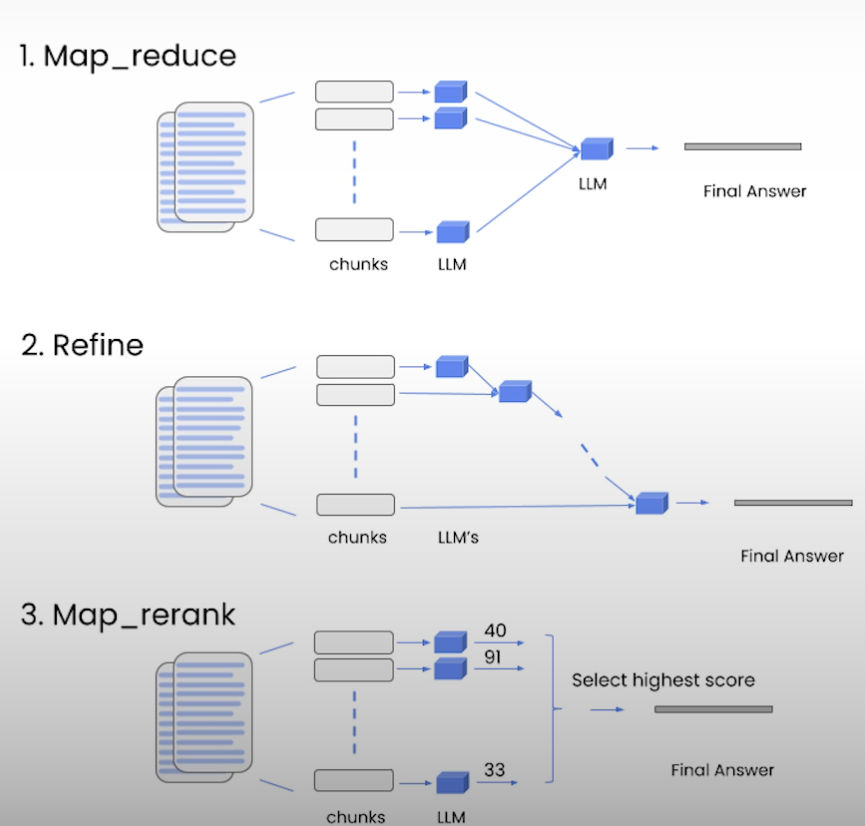 1. Map_reduce
LLM
Final Answer
chunks
LLM
2. Refine
chunks
LLM's
Final Answer
3. Map_rerank
40
91
Select highest score
33
Final Answer
chunks
LLM